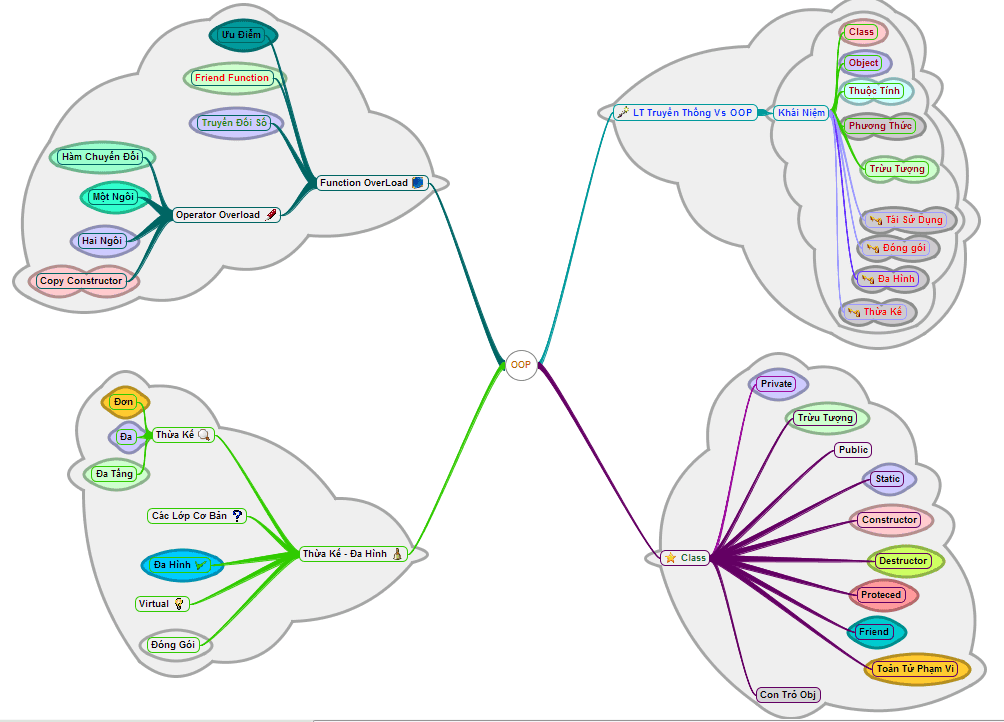 Ưu Điểm
Friend Function
Truyền Đối Số
Function OverLoad
Hàm Chuyển Đổi
Một Ngôi
Operator Overload
Hai Ngôi
Copy Constructor
LT Truyền Thống Vs OOP
Khái Niệm
Class
Object
Thuộc Tính
Phương Thức
Trừu Tượng
Tái Sử Dụng
Đóng gói
Đa Hình
Thừa Kế
OOP
Đơn
Thừa Kế
Đa
Đa Tầng
Các Lớp Cơ Bản
Thừa Kế - Đa Hình
Đa Hình
Virtual
Đóng Gói
Class
Private
Trừu Tượng
Public
Static
Constructor
Destructor
Proteced
Friend
Toán Tử Phạm Vi
Con Trỏ Obj